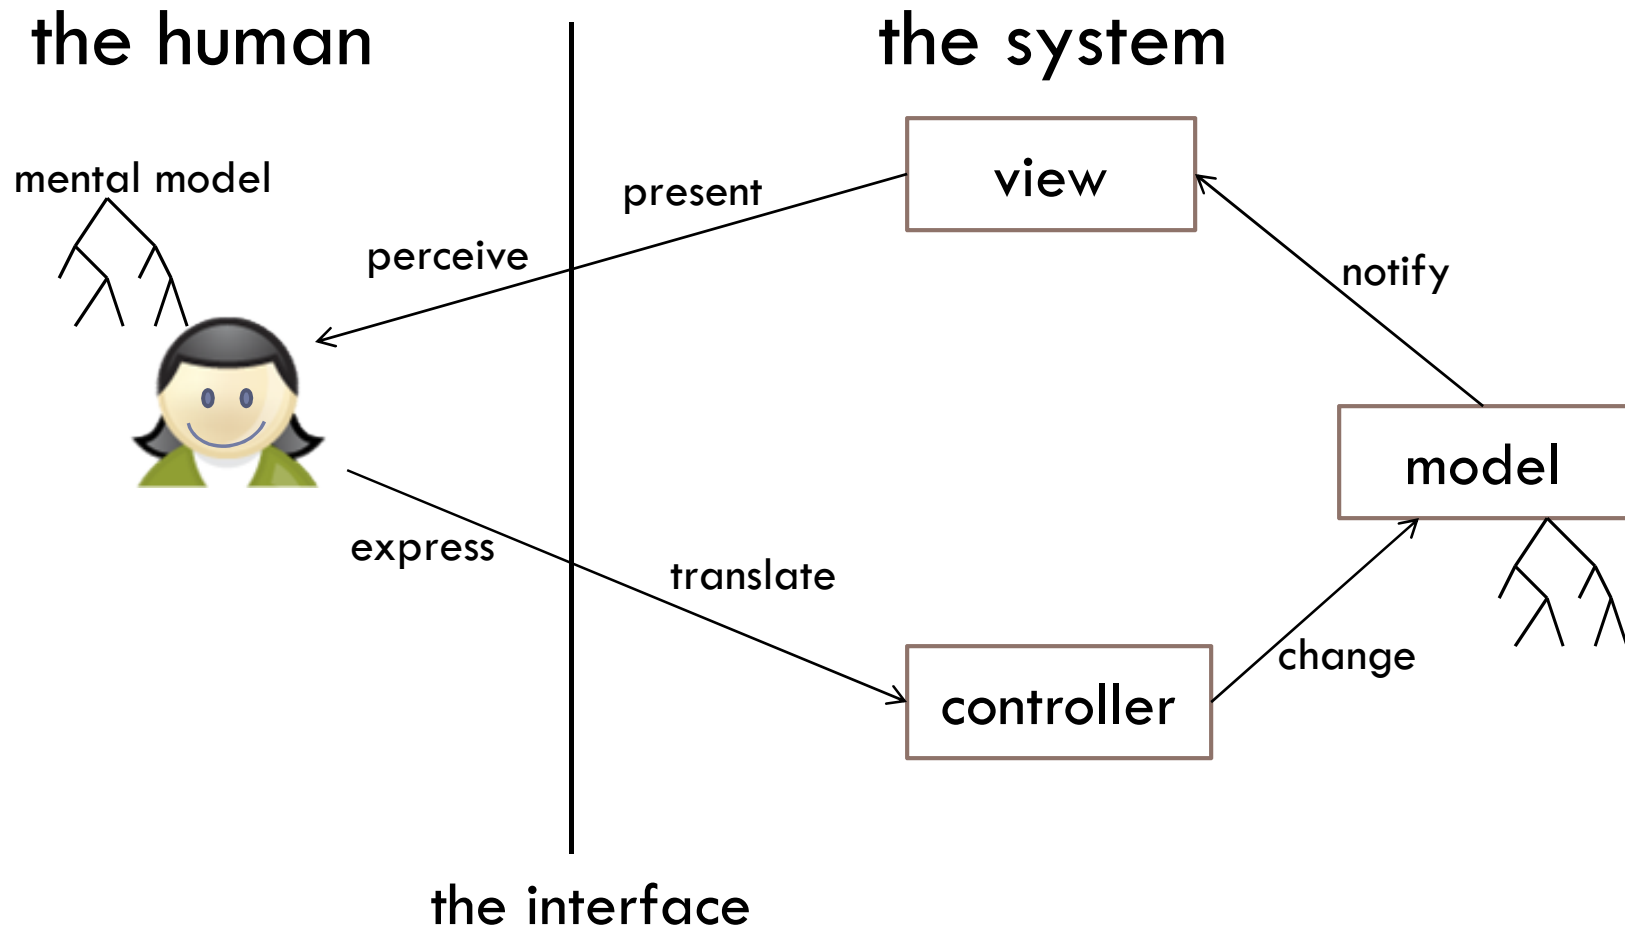 the human
the system
mental model
view
present
perceive
notify
model
express
translate
change
controller
the interface